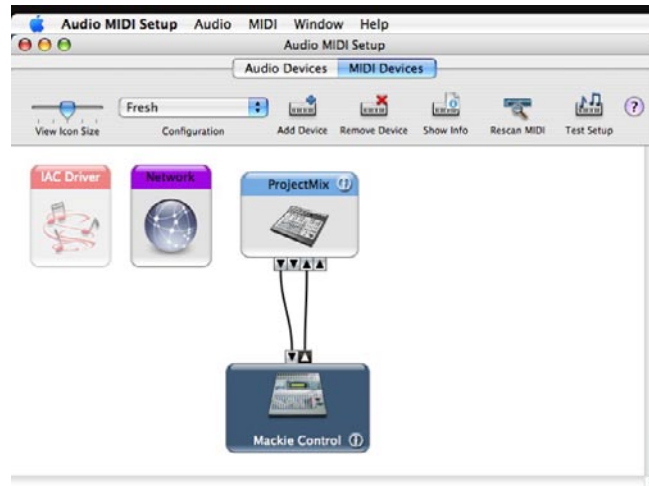 Audio MIDI Setup Audio MIDI Window Help
Audio MIDI Setup
Audio Devices MIDI Devices
Fresh ?
View Icon Size Configuration Add Device Remove Device Show Info Rescan MIDI Test Setup
IAC Driver Network ProjectMix i
Mackie Control i